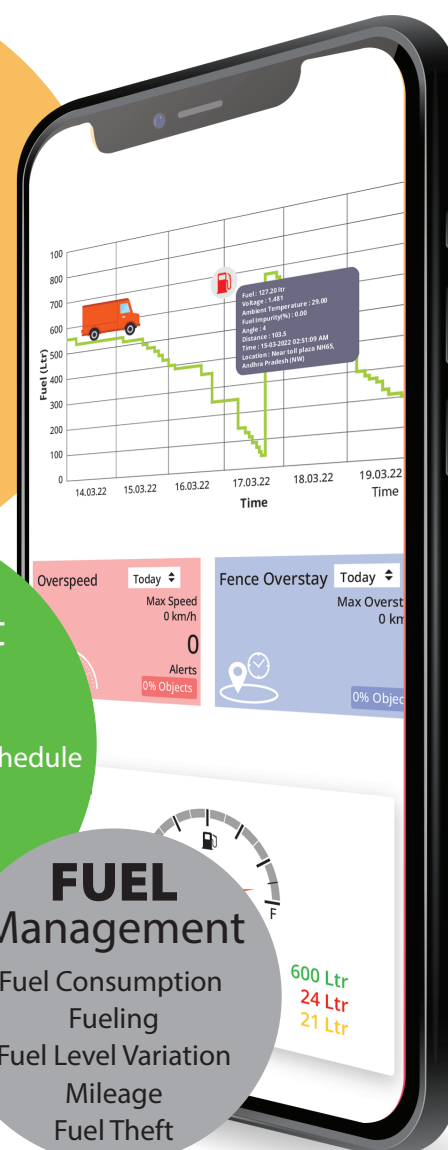 100
800
700
600
500
400
300
200
100
0
Fuel (Ltr)
Fuel : 127.20 ltr
Voltage : 1.481
Ambient Temperature : 29.00
Fuel Impurity(%) : 0.00
Angle : 4
Distance : 103.5
Time : 15-03-2022 02:51:09 AM
Location : Near toll plaza NH65,
Andhra Pradesh (NW)
14.03.22 15.03.22 16.03.22 17.03.22 18.03.22 19.03.22
Time Time
Overspeed Today
Max Speed
0 km/h
0
Alerts
0% Objects
Fence Overstay Today
Max Overst
0 km
0% Objec
t
hedule
F
600 Ltr
24 Ltr
21 Ltr
FUEL
Management
Fuel Consumption
Fueling
Fuel Level Variation
Mileage
Fuel Theft